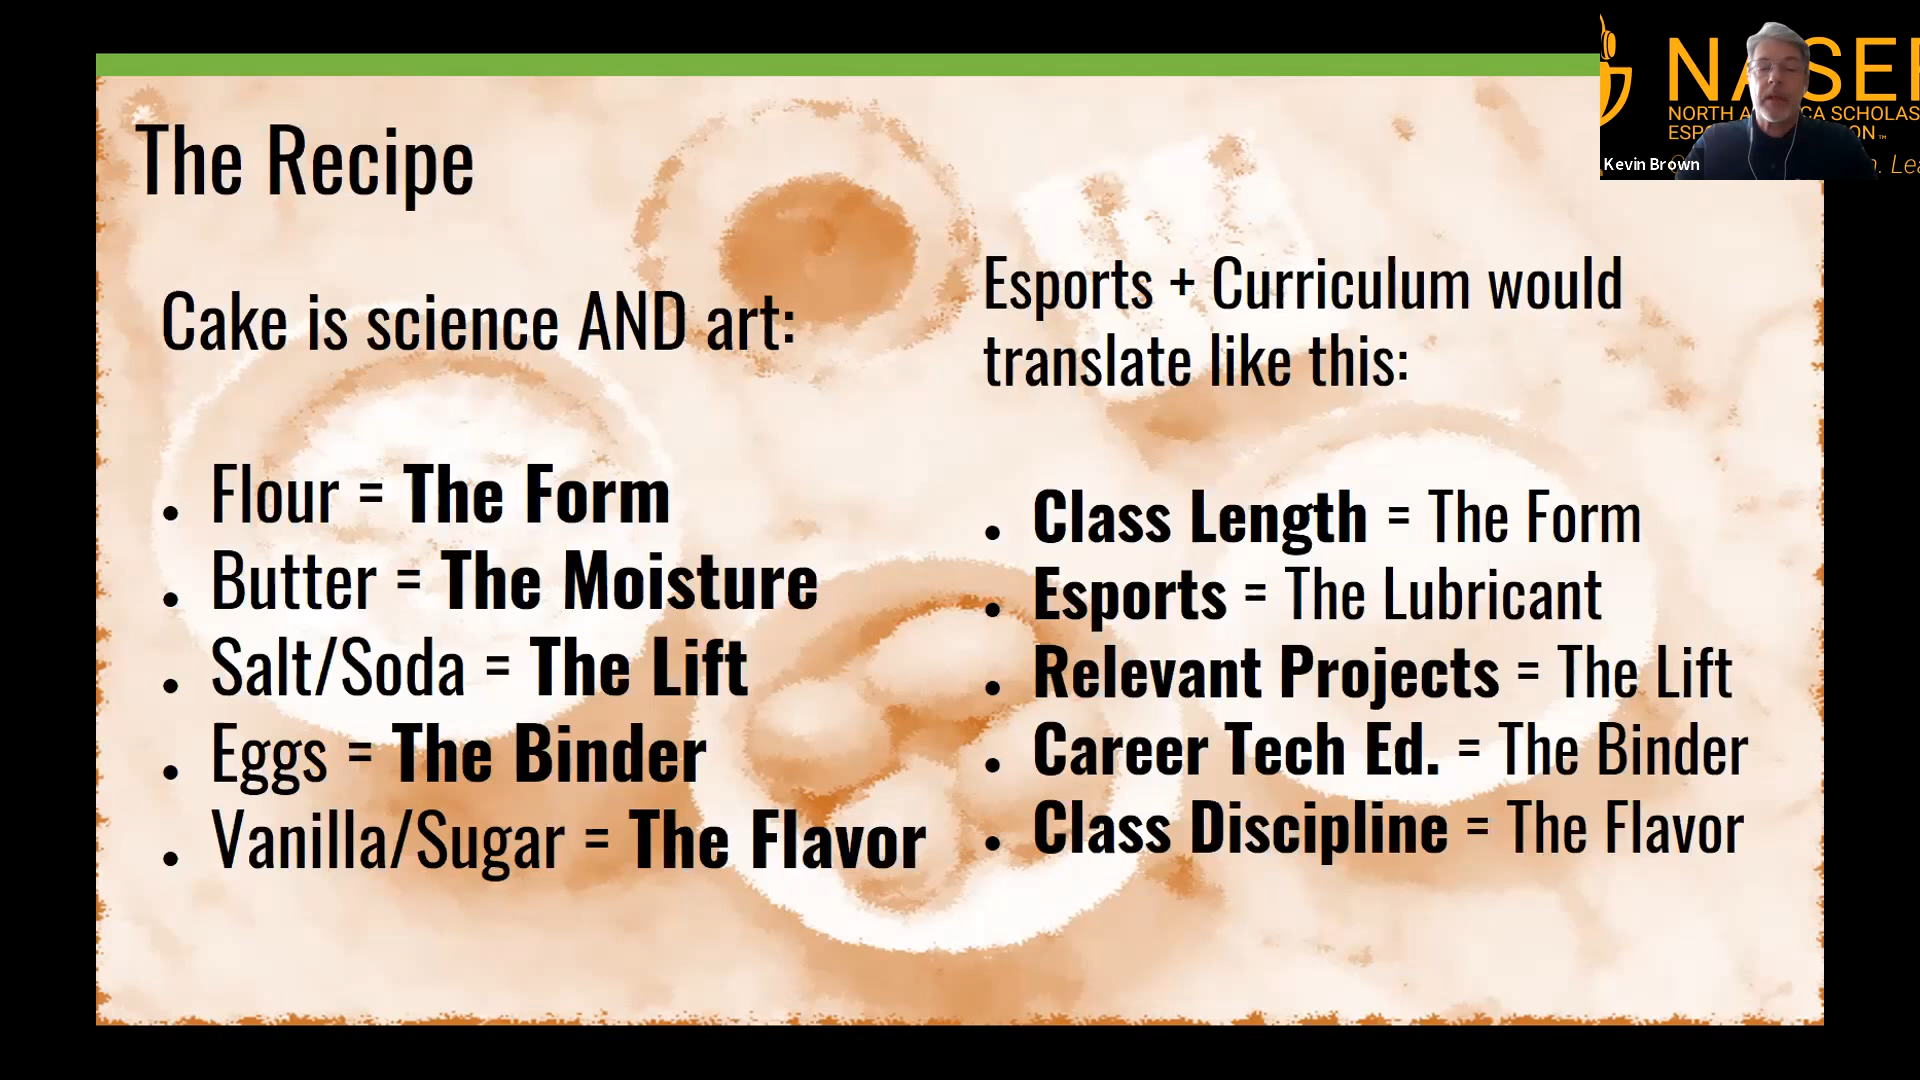 The Recipe
Cake is science AND art:
• Flour = The Form
• Butter = The Moisture
• Salt/Soda = The Lift
• Eggs = The Binder
• Vanilla/Sugar = The Flavor
Esports + Curriculum would
translate like this:
• Class Length = The Form
• Esports = The Lubricant
• Relevant Projects = The Lift
• Career Tech Ed. = The Binder
• Class Discipline = The Flavor
NORTH
Kevin Brown